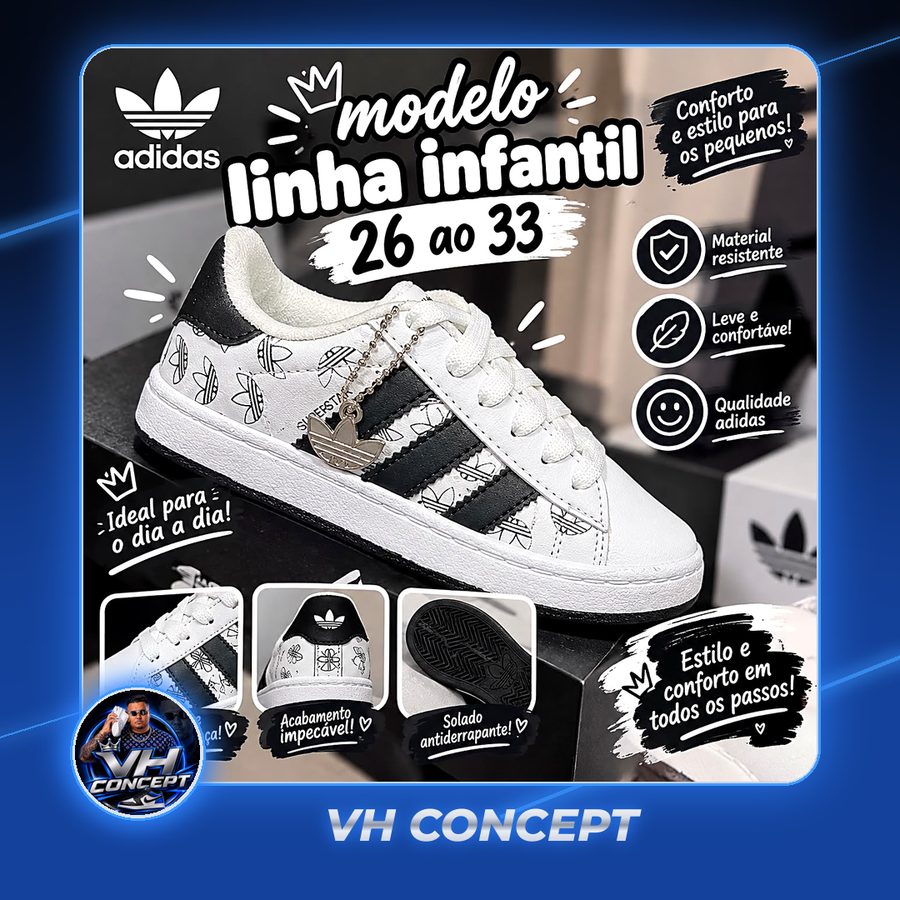 adidas
modelo
linha infantil
26 ao 33
Conforto
e estilo para
os pequenos!
Material
resistente
Leve e
confortável!
Qualidade
adidas
SUPERSTAR
Ideal para
o dia a dia!
Acabamento
impecável!
Solado
antiderrapante!
Estilo e
conforto em
todos os passos!
VH
CONCEPT
VH CONCEPT